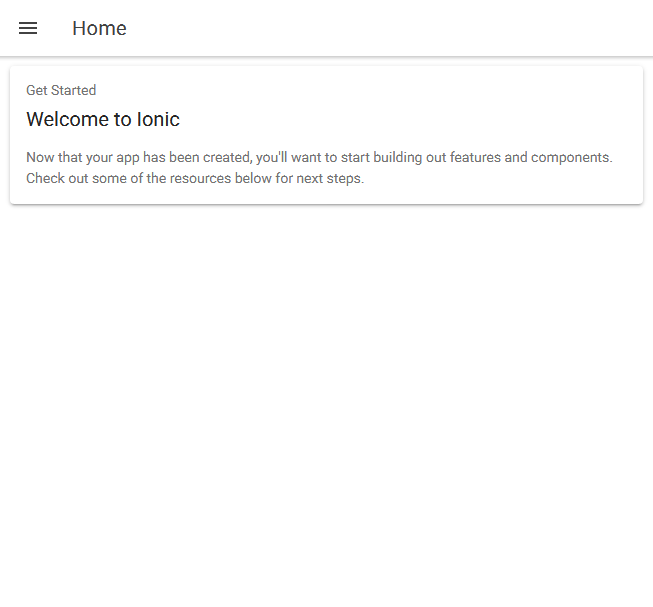 Home
Get Started
Welcome to Ionic
Now that your app has been created, you'll want to start building out features and components.
Check out some of the resources below for next steps.